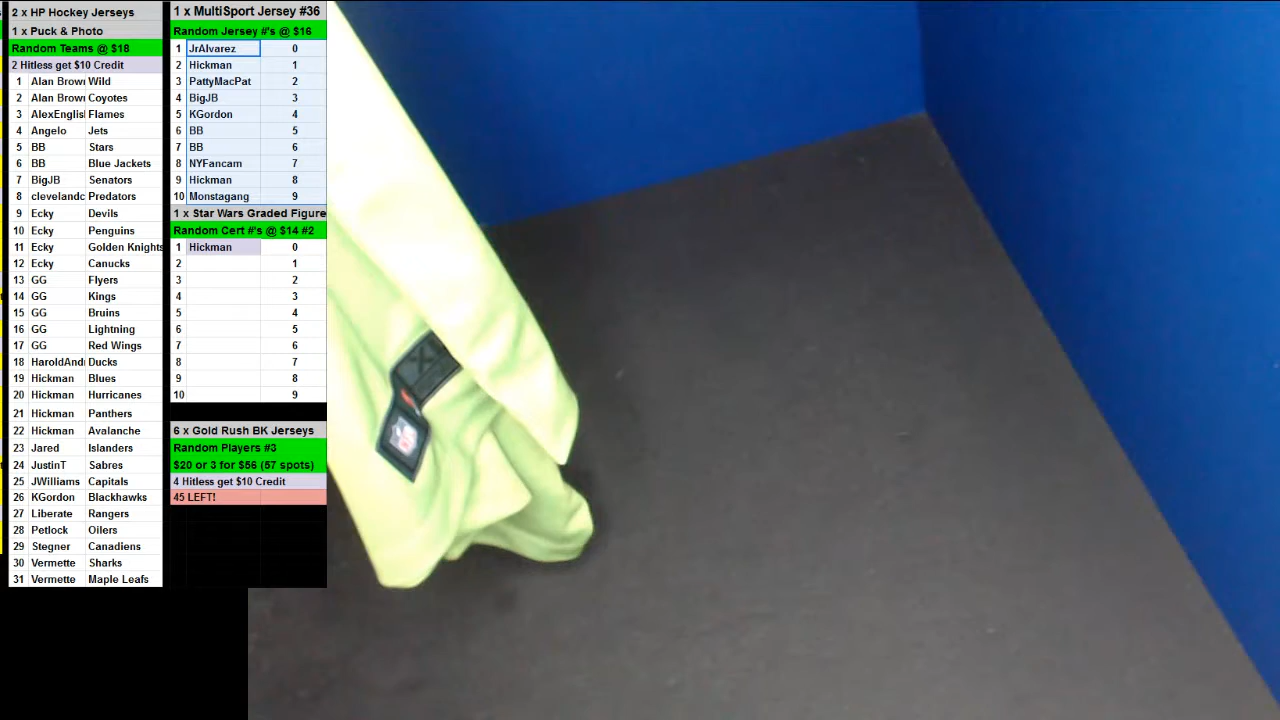 2 x HP Hockey Jerseys
1 x Puck & Photo
Random Teams @ $18
2 Hitless get $10 Credit
1 Alan Brown Wild
2 Alan Brown Coyotes
3 AlexEnglis Flames
4 Angelo Jets
5 BB Stars
6 BB Blue Jackets
7 BigJB Senators
8 clevelandc Predators
9 Ecky Devils
10 Ecky Penguins
11 Ecky Golden Knights
12 Ecky Canucks
13 GG Flyers
14 GG Kings
15 GG Bruins
16 GG Lightning
17 GG Red Wings
18 HaroldAnd Ducks
19 Hickman Blues
20 Hickman Hurricanes
21 Hickman Panthers
22 Hickman Avalanche
23 Jared Islanders
24 JustinT Sabres
25 JWilliams Capitals
26 KGordon Blackhawks
27 Liberate Rangers
28 Petlock Oilers
29 Stegner Canadiens
30 Vermette Sharks
31 Vermette Maple Leafs
1 x MultiSport Jersey #36
Random Jersey #'s @ $16
1 JrAlvarez 0
2 Hickman 1
3 PattyMacPat 2
4 BigJB 3
5 KGordon 4
6 BB 5
7 BB 6
8 NYFancam 7
9 Hickman 8
10 Monstagang 9
1 x Star Wars Graded Figure
Random Cert #'s @ $14 #2
1 Hickman 0
2 1
3 2
4 3
5 4
6 5
7 6
8 7
9 8
10 9
6 x Gold Rush BK Jerseys
Random Players #3
$20 or 3 for $56 (57 spots)
4 Hitless get $10 Credit
45 LEFT!